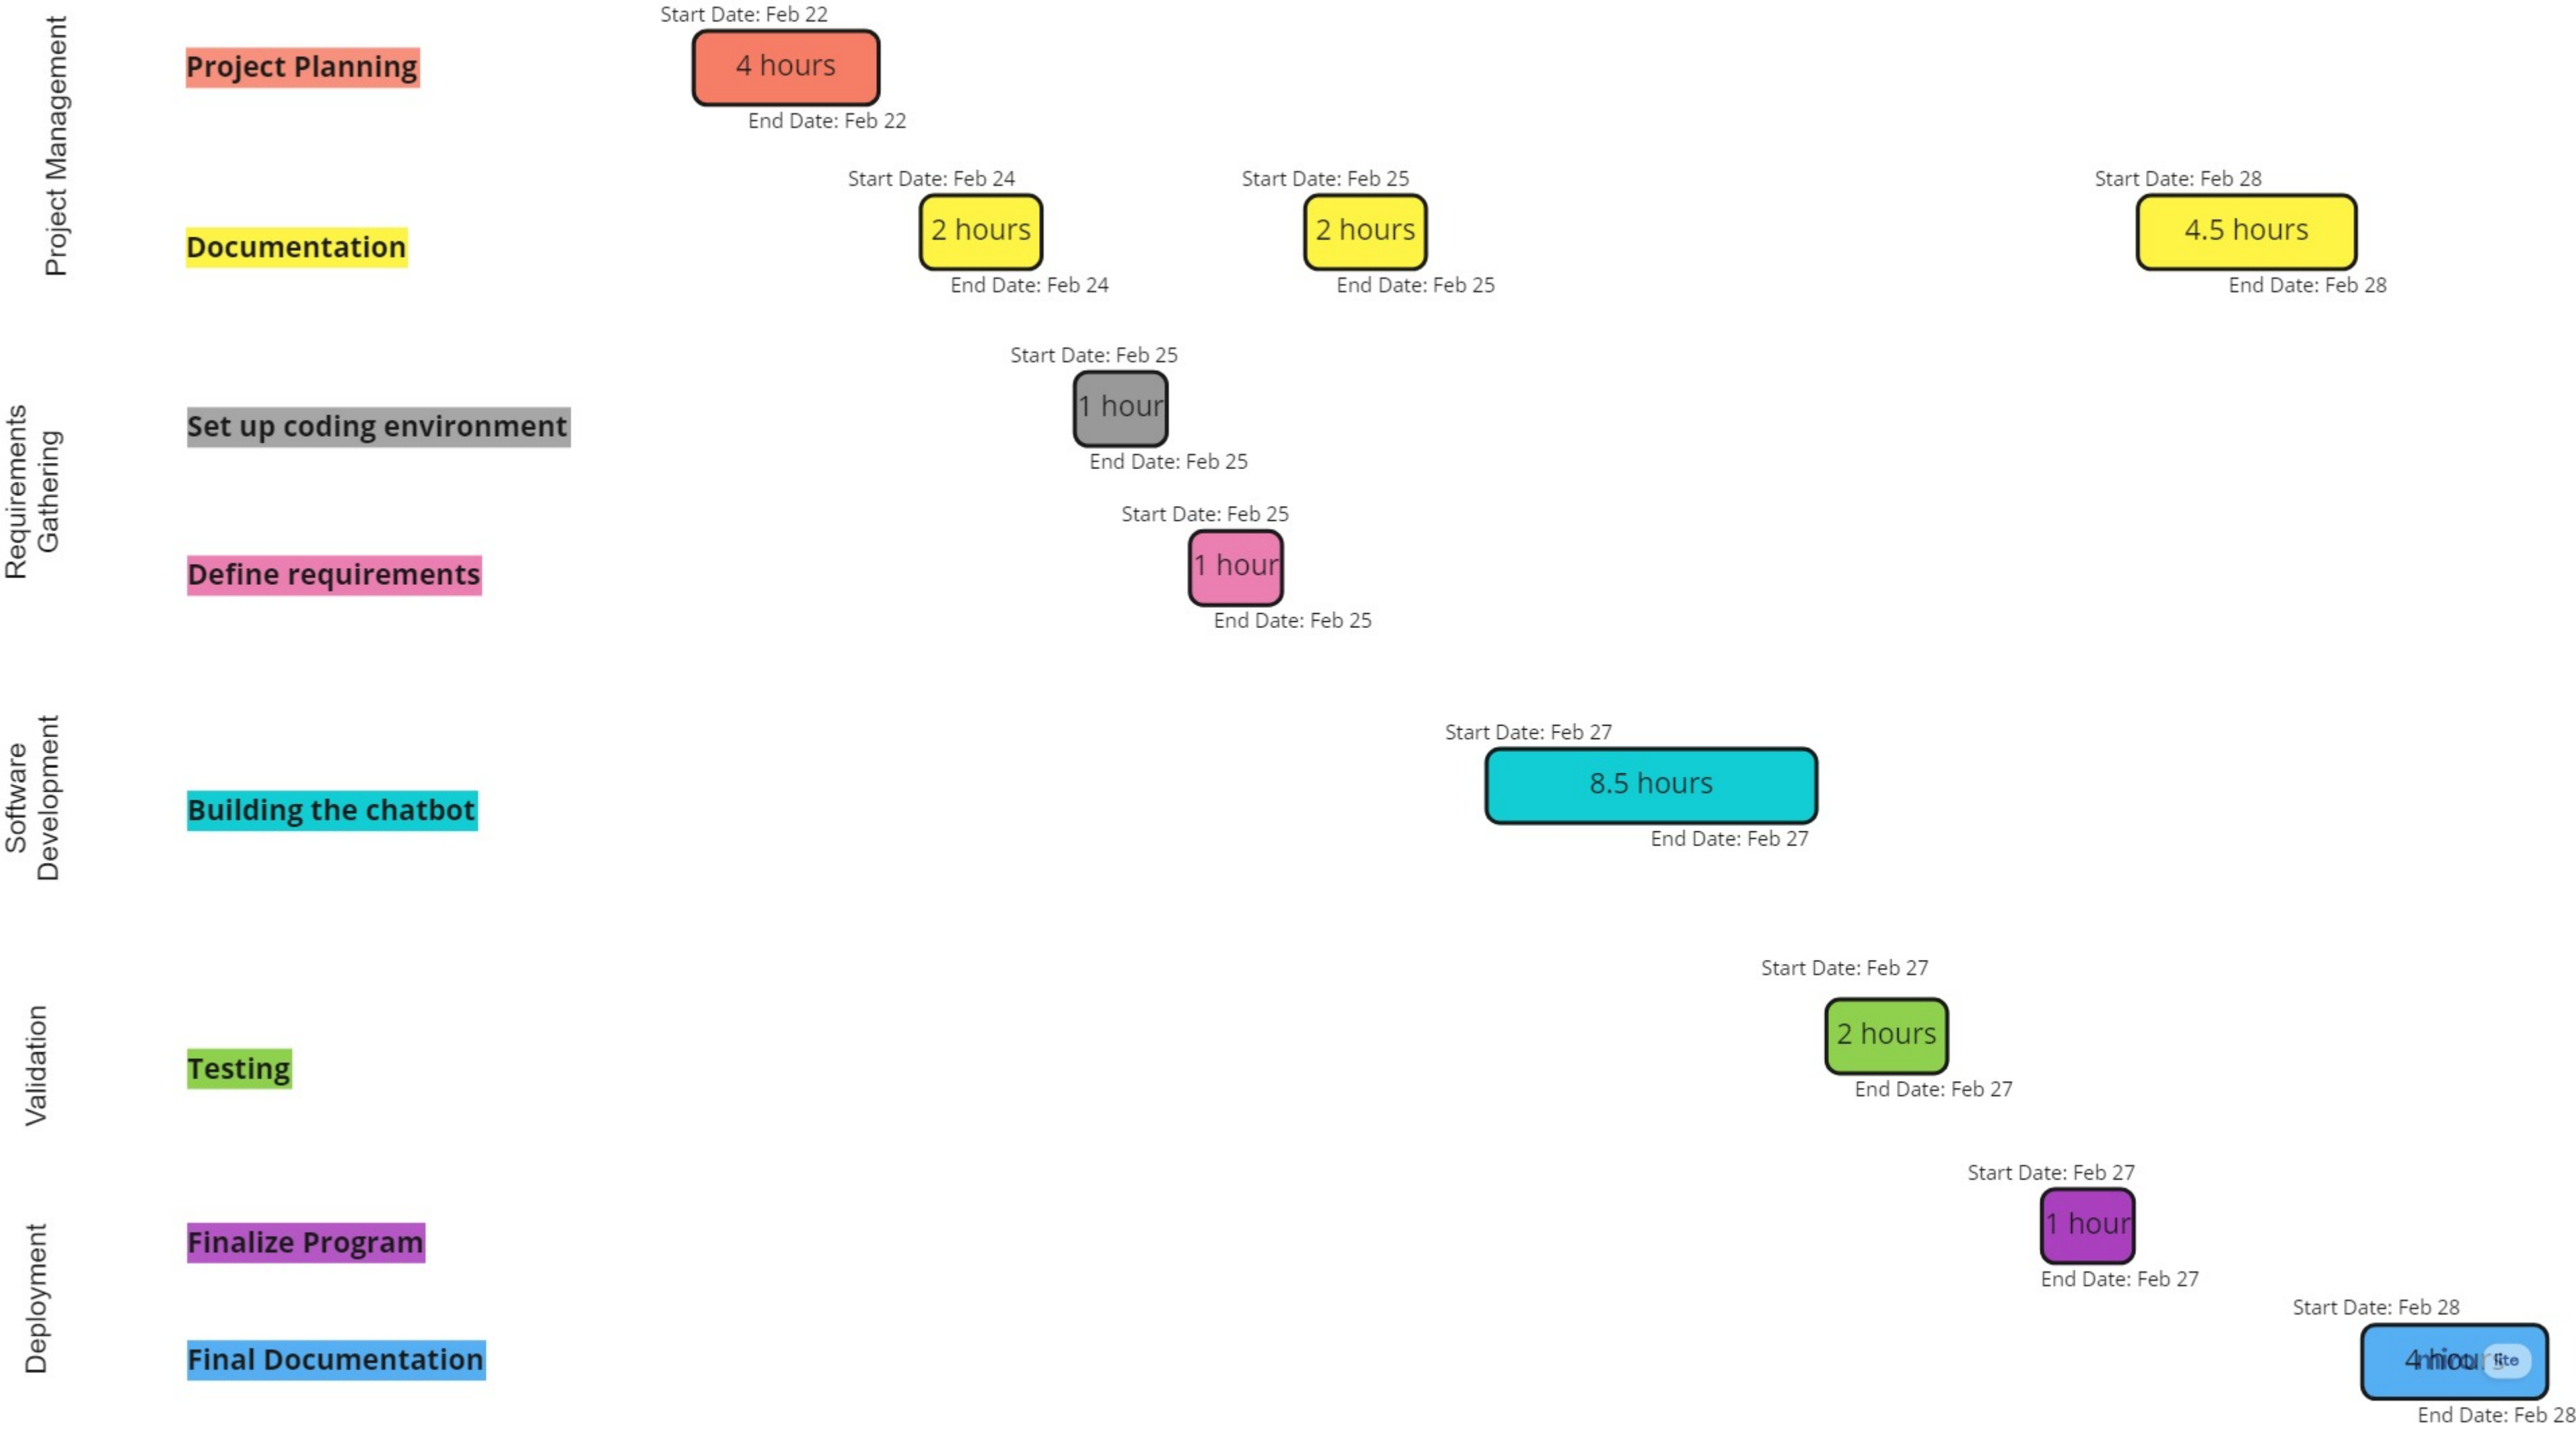 Project Management
Start Date: Feb 22
Project Planning
4 hours
End Date: Feb 22
Start Date: Feb 24
Start Date: Feb 25
Start Date: Feb 28
Documentation
2 hours
2 hours
4.5 hours
End Date: Feb 24
End Date: Feb 25
End Date: Feb 28
Requirements
Gathering
Start Date: Feb 25
Set up coding environment
1 hour
End Date: Feb 25
Start Date: Feb 25
Define requirements
1 hour
End Date: Feb 25
Software
Development
Start Date: Feb 27
Building the chatbot
8.5 hours
End Date: Feb 27
Validation
Start Date: Feb 27
Testing
2 hours
End Date: Feb 27
Deployment
Start Date: Feb 27
Finalize Program
1 hour
End Date: Feb 27
Start Date: Feb 28
Final Documentation
4 hours
miro lite
End Date: Feb 28